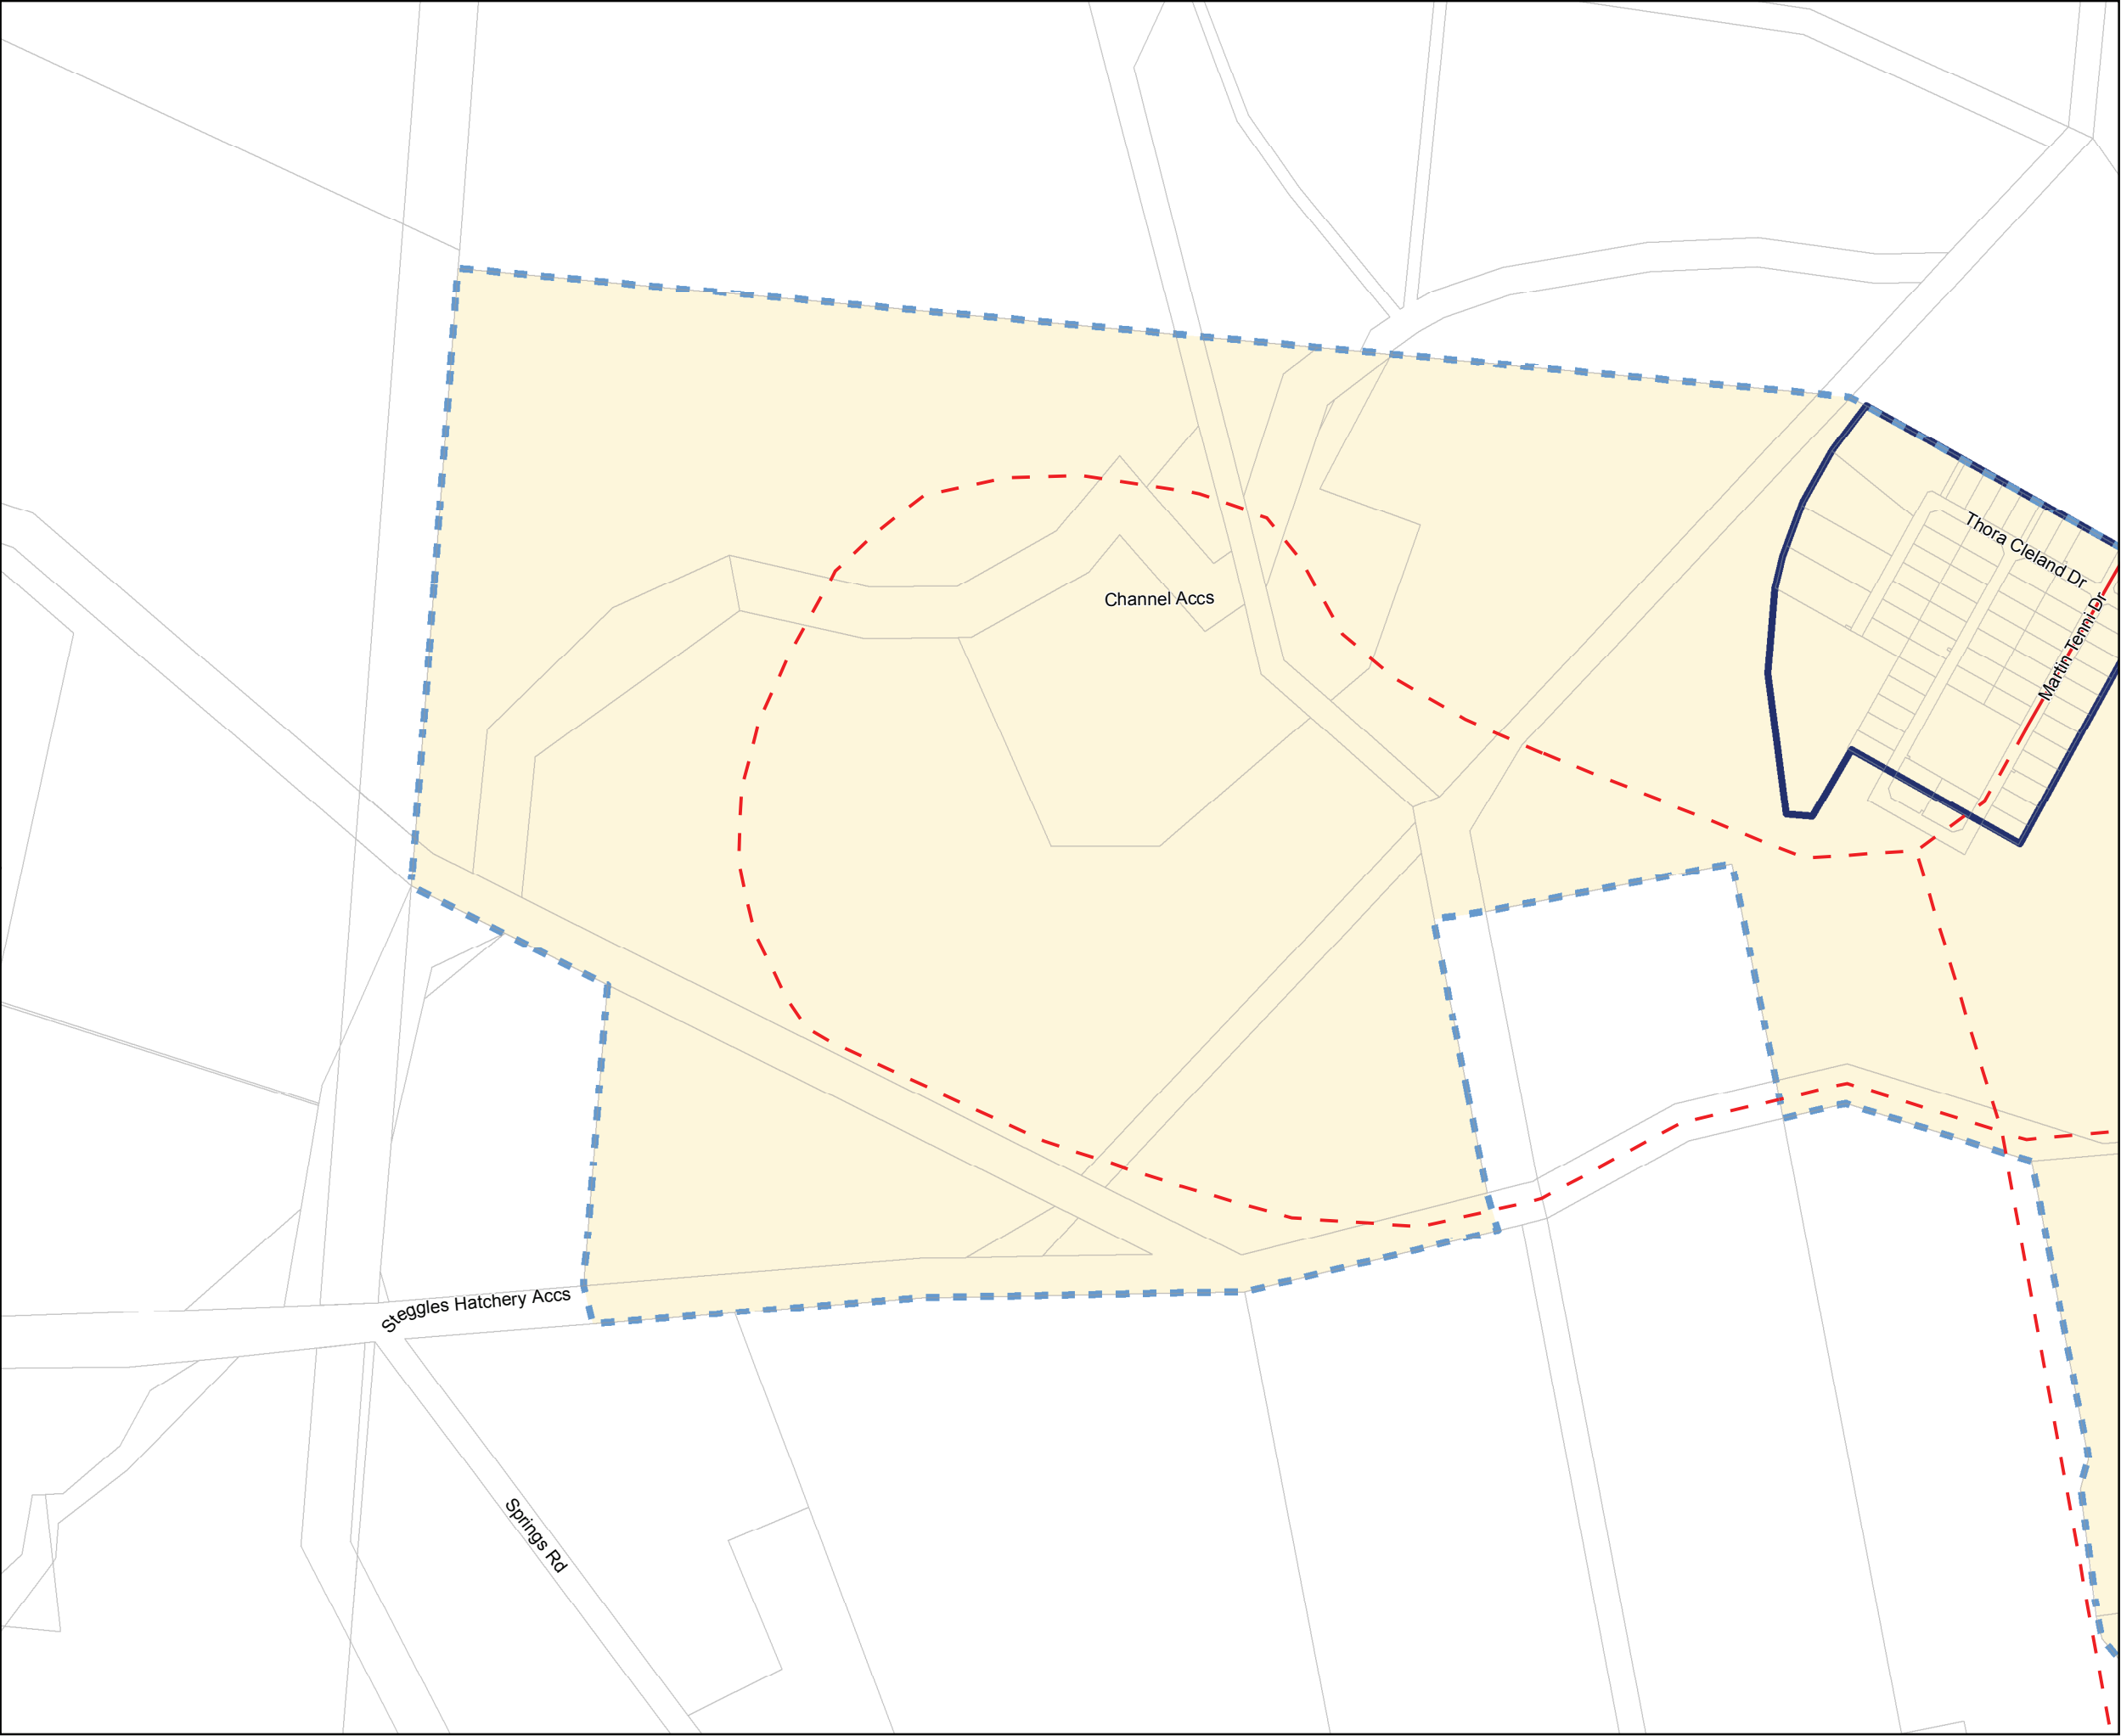 Thora Cleland Dr
Channel Accs
Martin Tenni Dr
Steggles Hatchery Accs
Springs Rd